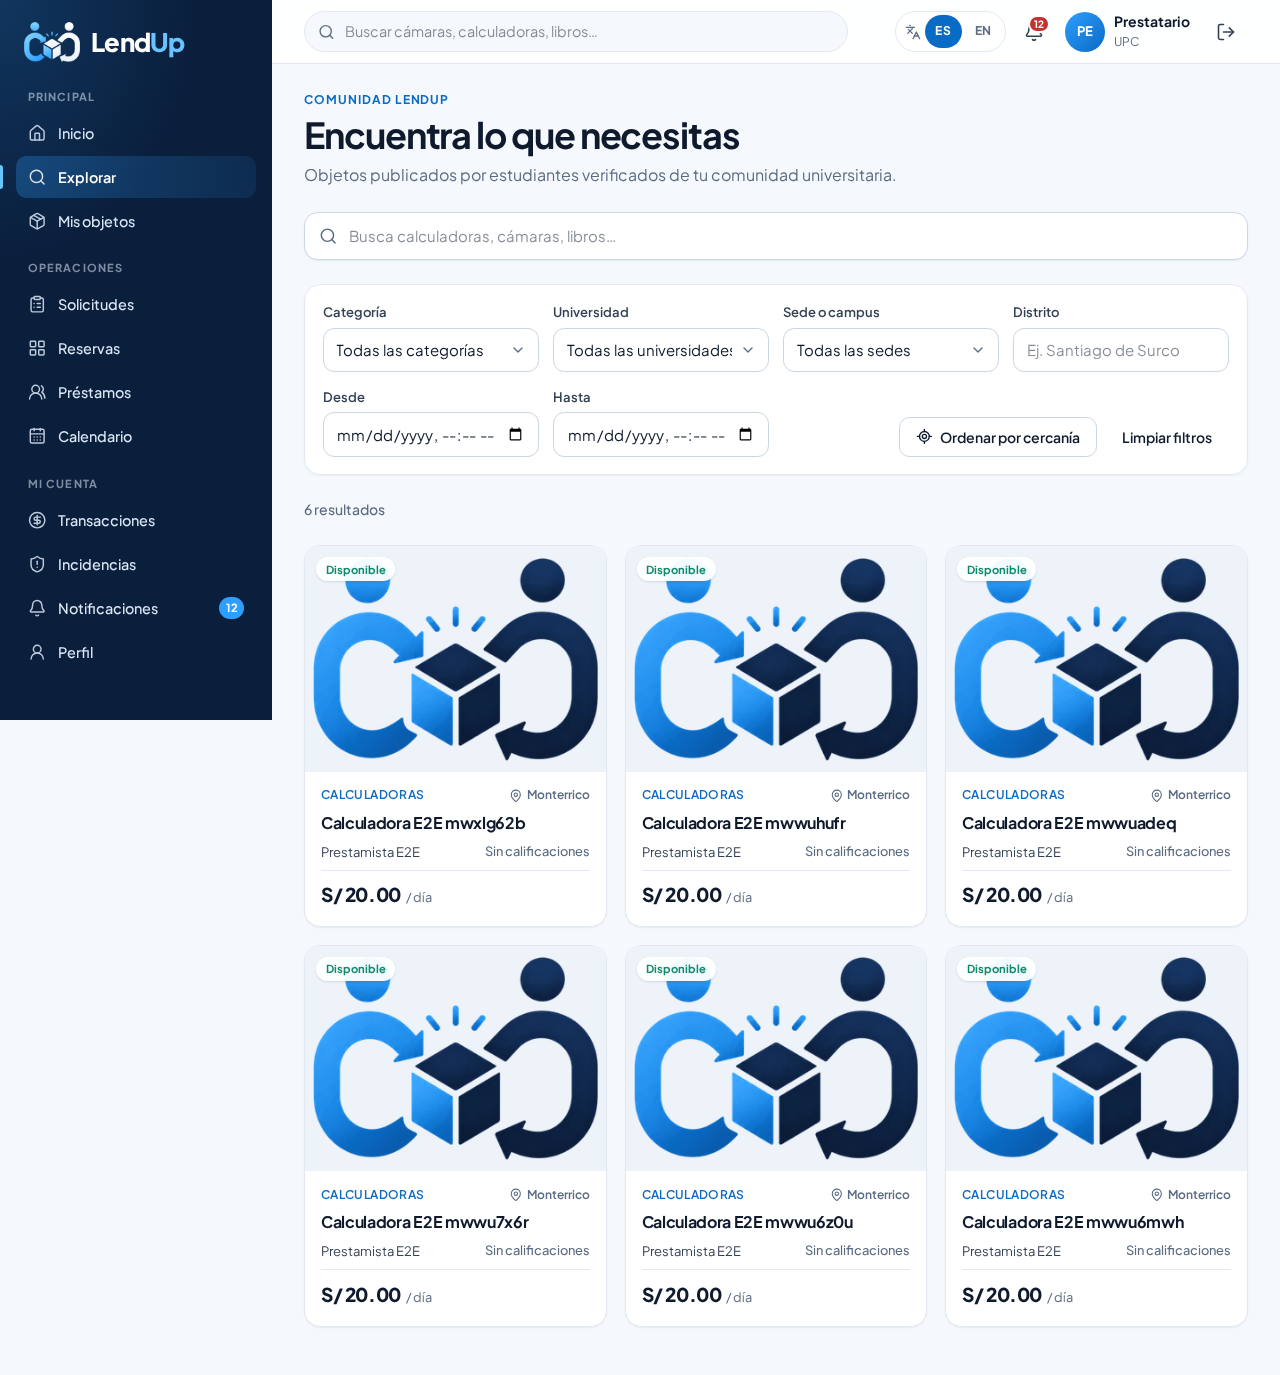 LendUp
Buscar cámaras, calculadoras, libros...
ES
EN
12
PE
Prestatario
UPC
PRINCIPAL
Inicio
Explorar
Mis objetos
OPERACIONES
Solicitudes
Reservas
Préstamos
Calendario
MI CUENTA
Transacciones
Incidencias
Notificaciones 12
Perfil
COMUNIDAD LENDUP
Encuentra lo que necesitas
Objetos publicados por estudiantes verificados de tu comunidad universitaria.
Busca calculadoras, cámaras, libros...
Categoría
Universidad
Sede o campus
Distrito
Todas las categorías
Todas las universidades
Todas las sedes
Ej. Santiago de Surco
Desde
Hasta
mm/dd/yyyy, --:-- --
mm/dd/yyyy, --:-- --
Ordenar por cercanía
Limpiar filtros
6 resultados
Disponible
CALCULADORAS Monterrico
Calculadora E2E mwxlg62b
Prestamista E2E Sin calificaciones
S/ 20.00 / día
Disponible
CALCULADORAS Monterrico
Calculadora E2E mwwuhufr
Prestamista E2E Sin calificaciones
S/ 20.00 / día
Disponible
CALCULADORAS Monterrico
Calculadora E2E mwwuadeq
Prestamista E2E Sin calificaciones
S/ 20.00 / día
Disponible
CALCULADORAS Monterrico
Calculadora E2E mwwu7x6r
Prestamista E2E Sin calificaciones
S/ 20.00 / día
Disponible
CALCULADORAS Monterrico
Calculadora E2E mwwu6z0u
Prestamista E2E Sin calificaciones
S/ 20.00 / día
Disponible
CALCULADORAS Monterrico
Calculadora E2E mwwu6mwh
Prestamista E2E Sin calificaciones
S/ 20.00 / día